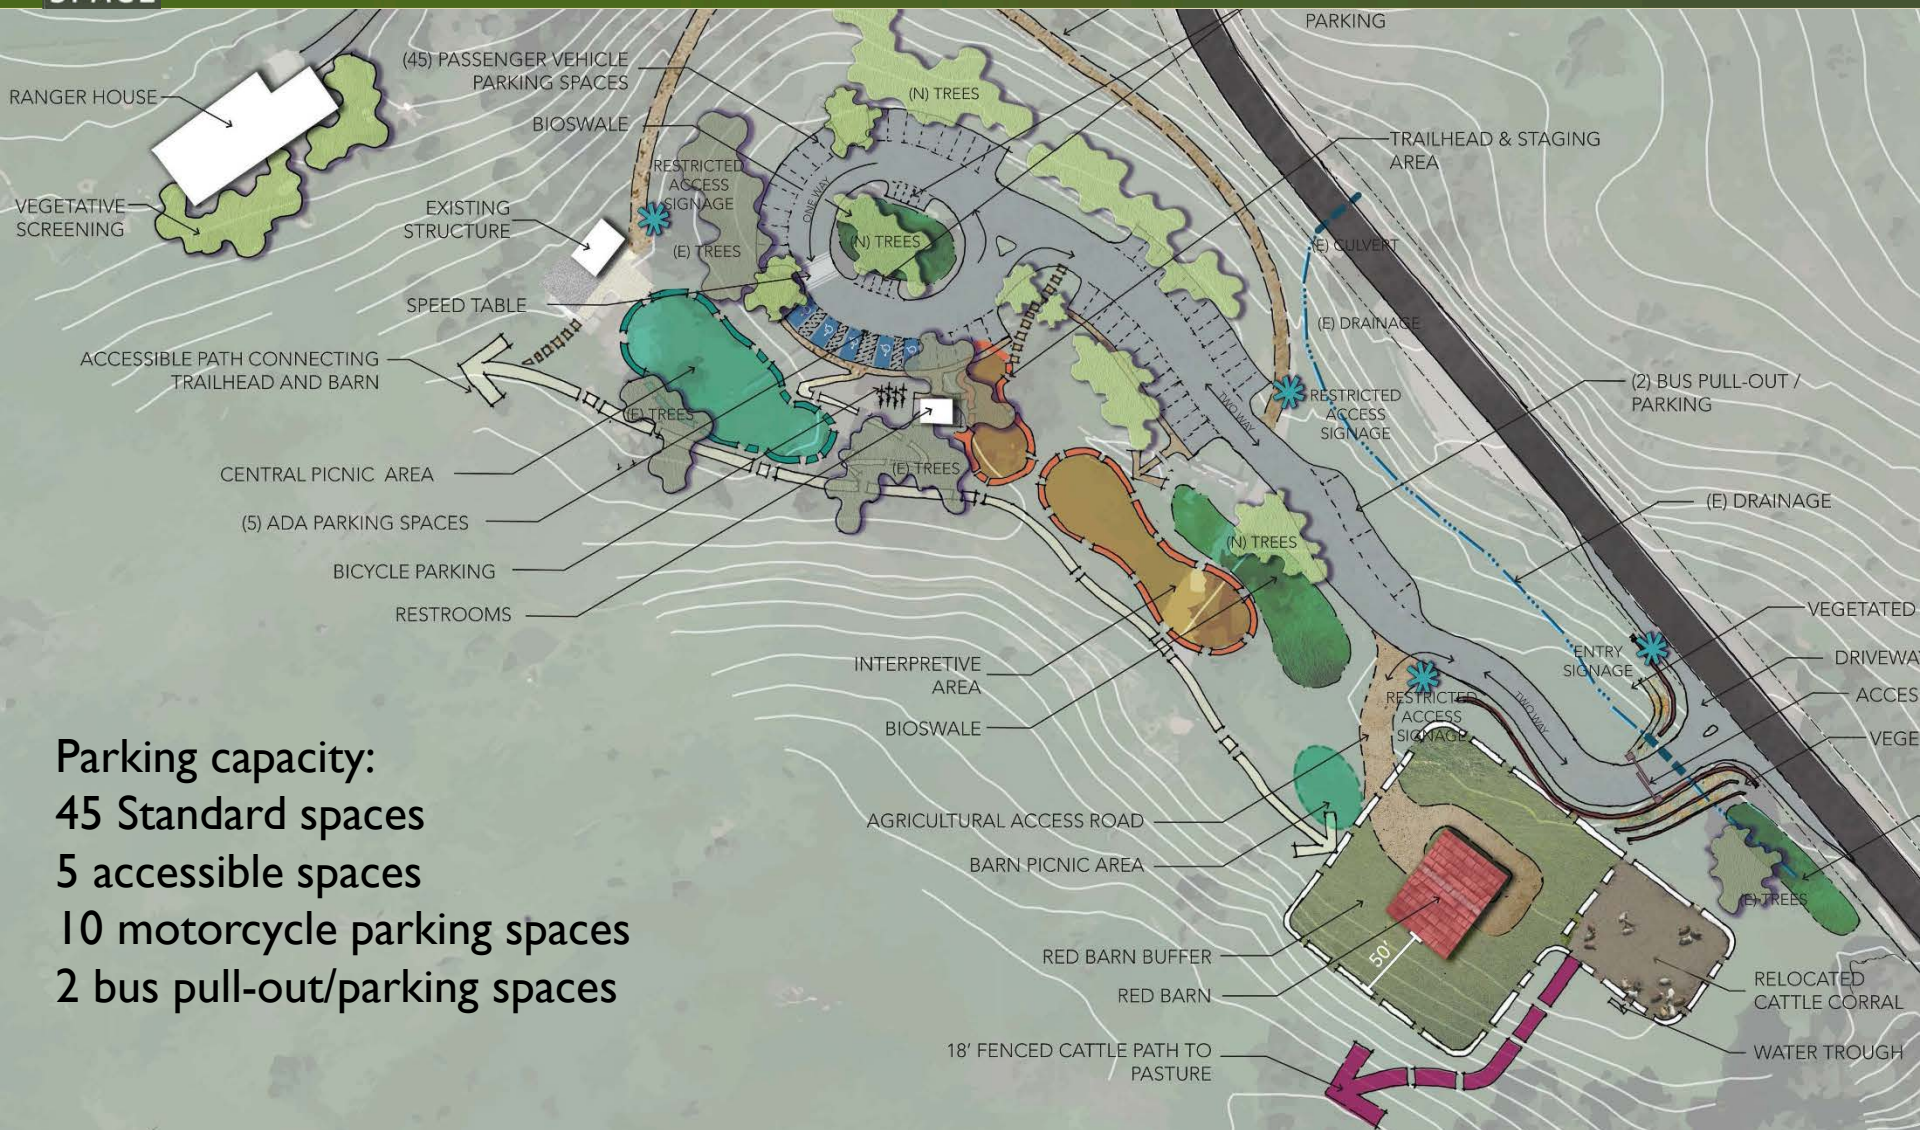 SPACE
PARKING
(45) PASSENGER VEHICLE
PARKING SPACES
RANGER HOUSE
(N) TREES
BIOSWALE
TRAILHEAD & STAGING
AREA
RESTRICTED
ACCESS
SIGNAGE
ONE WAY
VEGETATIVE
SCREENING
EXISTING
STRUCTURE
(E) TREES
(N) TREES
(E) CULVERT
SPEED TABLE
(E) DRAINAGE
ACCESSIBLE PATH CONNECTING
TRAILHEAD AND BARN
(2) BUS PULL-OUT /
PARKING
RESTRICTED
ACCESS
SIGNAGE
TWO WAY
(E) TREES
CENTRAL PICNIC AREA
(E) TREES
(E) DRAINAGE
(5) ADA PARKING SPACES
(N) TREES
BICYCLE PARKING
RESTROOMS
VEGETATED
ENTRY
SIGNAGE
DRIVEWA
INTERPRETIVE
AREA
ACCES
RESTRICTED
ACCESS
SIGNAGE
TWO WAY
BIOSWALE
VEGE
Parking capacity:
45 Standard spaces
5 accessible spaces
10 motorcycle parking spaces
2 bus pull-out/parking spaces
AGRICULTURAL ACCESS ROAD
BARN PICNIC AREA
(E) TREES
RED BARN BUFFER
50'
RED BARN
RELOCATED
CATTLE CORRAL
18' FENCED CATTLE PATH TO
PASTURE
WATER TROUGH